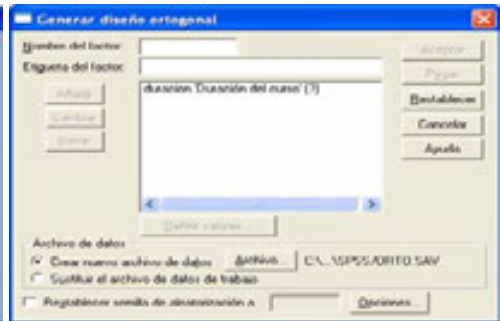 Generar diseño ortogonal
Nombre del factor:
Etiqueta del factor:
Aceptar
Pegar
Restablecer
Cancelar
Ayuda
Añadir
Cambiar
Borrar
duracion 'Duración del curso' (?)
Definir valores...
Archivo de datos
Crear nuevo archivo de datos
Archivo...
C:\...\SPSS\ORTO.SAV
Sustituir el archivo de datos de trabajo
Restablecer semilla de aleatorización a
Opciones...